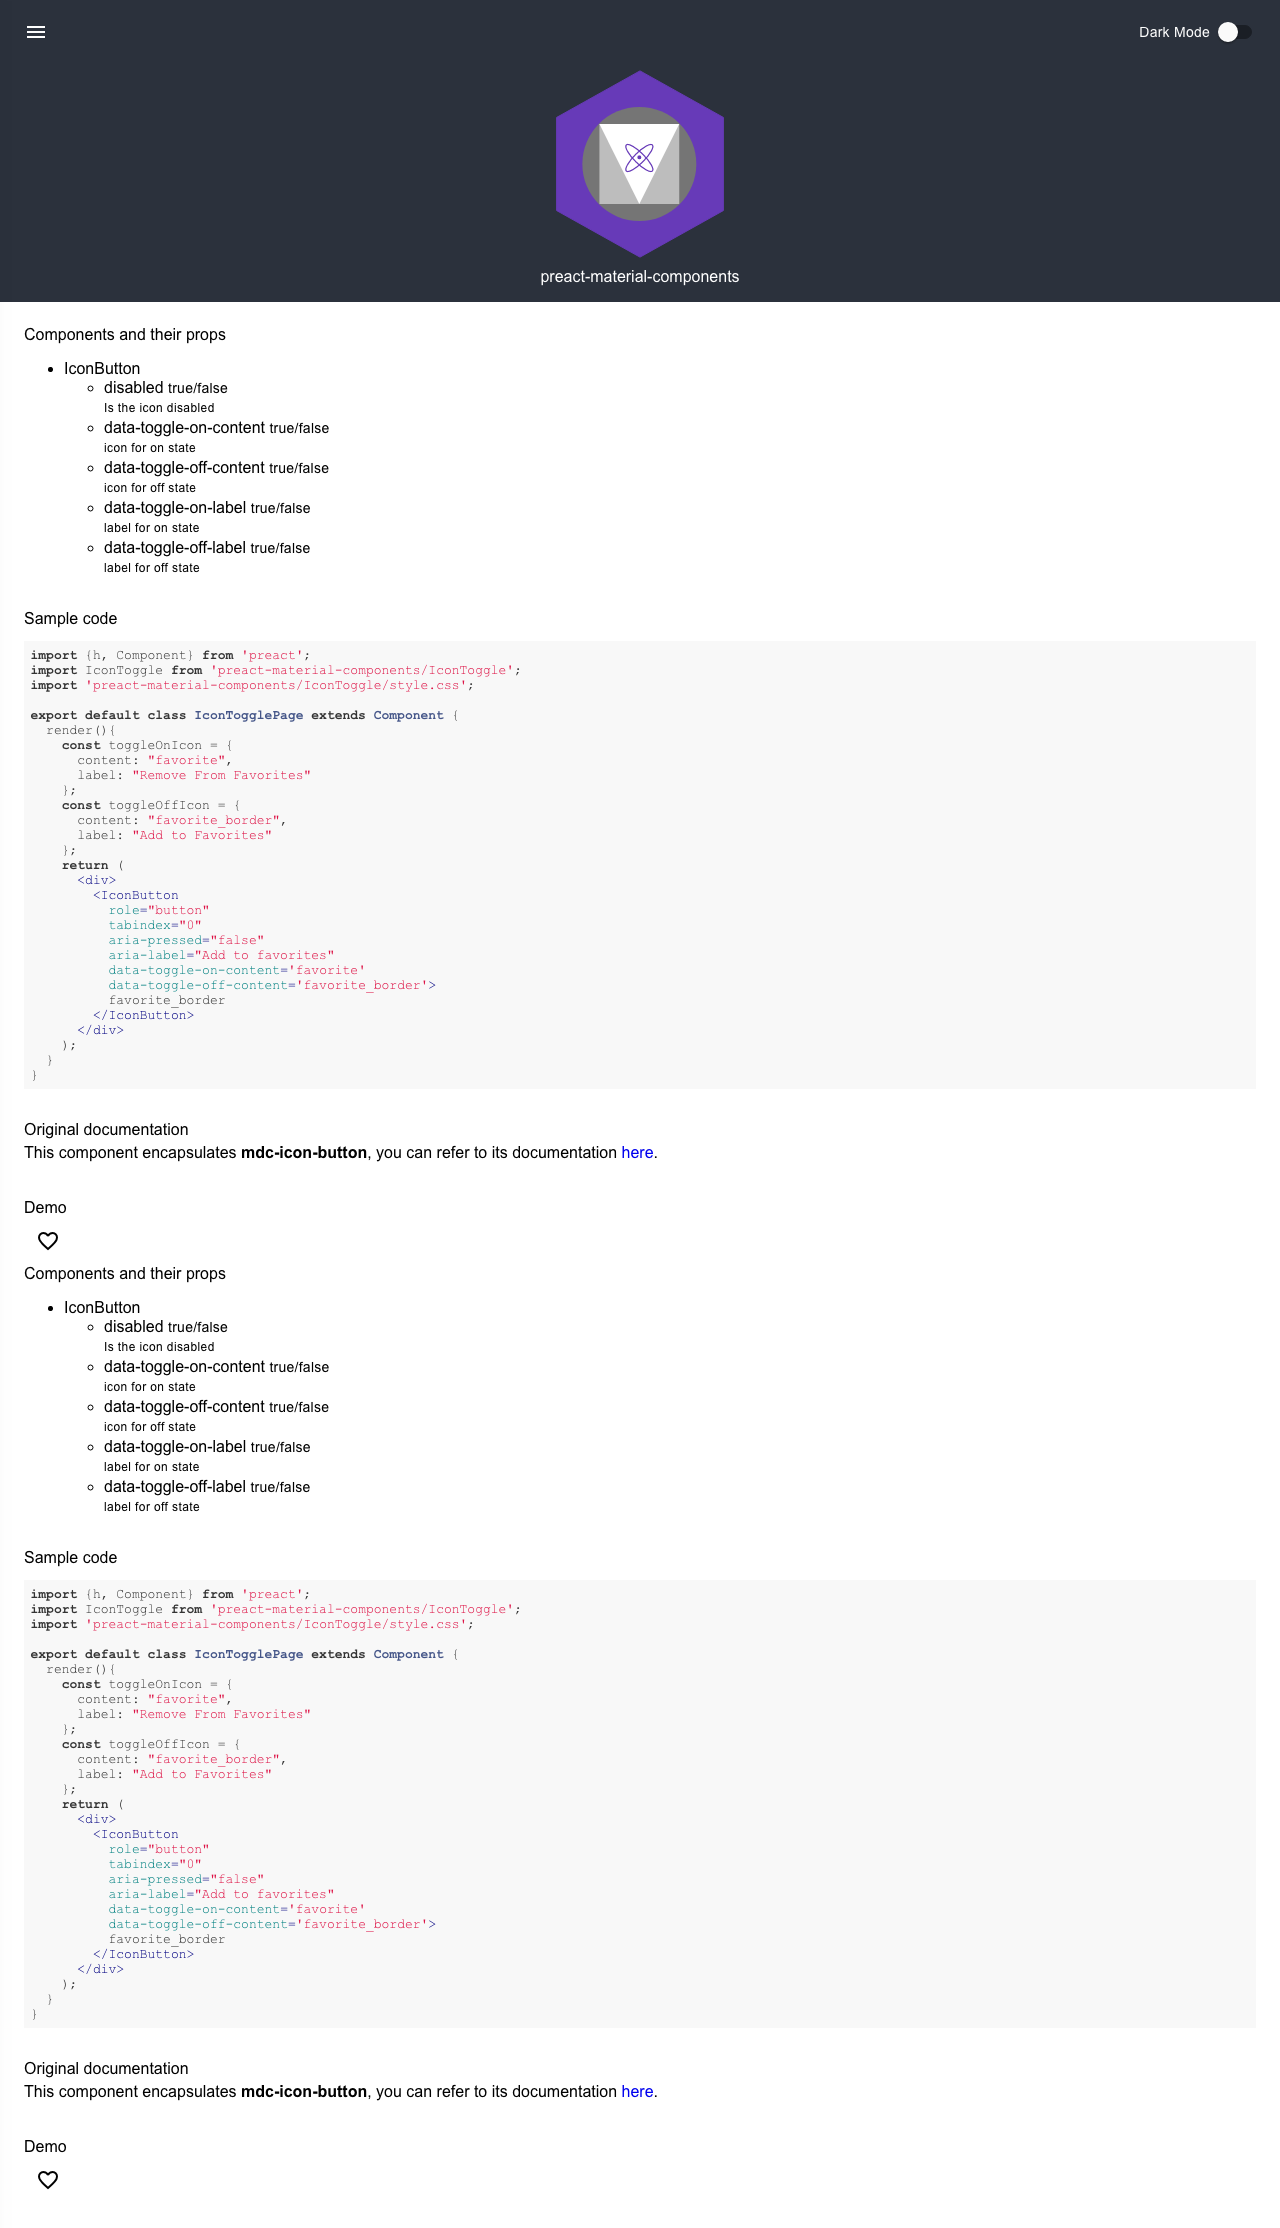 Dark Mode
preact-material-components
Components and their props
IconButton
disabled true/false
Is the icon disabled
data-toggle-on-content true/false
icon for on state
data-toggle-off-content true/false
icon for off state
data-toggle-on-label true/false
label for on state
data-toggle-off-label true/false
label for off state
Sample code
import {h, Component} from 'preact';
import IconToggle from 'preact-material-components/IconToggle';
import 'preact-material-components/IconToggle/style.css';
export default class IconTogglePage extends Component {
render(){
const toggleOnIcon = {
content: "favorite",
label: "Remove From Favorites"
};
const toggleOffIcon = {
content: "favorite_border",
label: "Add to Favorites"
};
return (
<div>
<IconButton
role="button"
tabindex="0"
aria-pressed="false"
aria-label="Add to favorites"
data-toggle-on-content='favorite'
data-toggle-off-content='favorite_border'>
favorite_border
</IconButton>
</div>
);
}
}
Original documentation
This component encapsulates mdc-icon-button, you can refer to its documentation here.
Demo
Components and their props
IconButton
disabled true/false
Is the icon disabled
data-toggle-on-content true/false
icon for on state
data-toggle-off-content true/false
icon for off state
data-toggle-on-label true/false
label for on state
data-toggle-off-label true/false
label for off state
Sample code
import {h, Component} from 'preact';
import IconToggle from 'preact-material-components/IconToggle';
import 'preact-material-components/IconToggle/style.css';
export default class IconTogglePage extends Component {
render(){
const toggleOnIcon = {
content: "favorite",
label: "Remove From Favorites"
};
const toggleOffIcon = {
content: "favorite_border",
label: "Add to Favorites"
};
return (
<div>
<IconButton
role="button"
tabindex="0"
aria-pressed="false"
aria-label="Add to favorites"
data-toggle-on-content='favorite'
data-toggle-off-content='favorite_border'>
favorite_border
</IconButton>
</div>
);
}
}
Original documentation
This component encapsulates mdc-icon-button, you can refer to its documentation here.
Demo